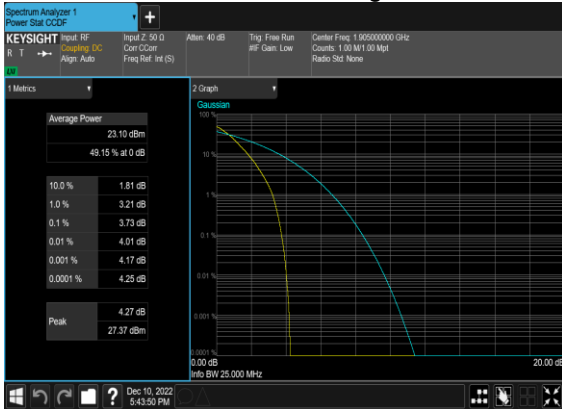 Spectrum Analyzer 1
Power Stat CCDF
KEYSIGHT
R T
Input: RF
Coupling: DC
Align: Auto
Input Z: 50 Ω
Corr CCorr
Freq Ref: Int (S)
Atten: 40 dB
Trig: Free Run
#IF Gain: Low
Center Freq: 1.905000000 GHz
Counts: 1.00 M/1.00 Mpt
Radio Std: None
1 Metrics
Average Power
23.10 dBm
49.15 % at 0 dB
10.0 % 1.81 dB
1.0 % 3.21 dB
0.1 % 3.73 dB
0.01 % 4.01 dB
0.001 % 4.17 dB
0.0001 % 4.25 dB
Peak
4.27 dB
27.37 dBm
2 Graph
Gaussian
100 %
10 %
1 %
0.1 %
0.01 %
0.001 %
0.0001 %
0.00 dB 20.00 dB
Info BW 25.000 MHz
?
Dec 10, 2022
5:43:50 PM